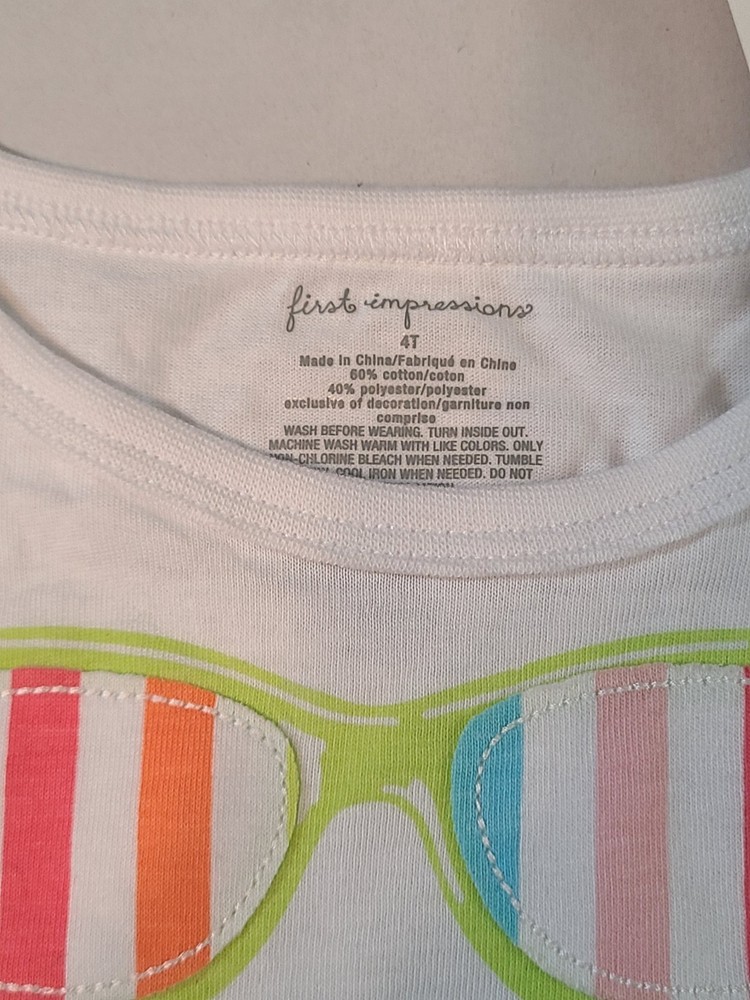 first impressions
4T
Made in China/Fabriqué en Chine
60% cotton/coton
40% polyester/polyester
exclusive of decoration/garniture non
comprise
WASH BEFORE WEARING. TURN INSIDE OUT.
MACHINE WASH WARM WITH LIKE COLORS. ONLY
NON-CHLORINE BLEACH WHEN NEEDED. TUMBLE
COOL IRON WHEN NEEDED. DO NOT